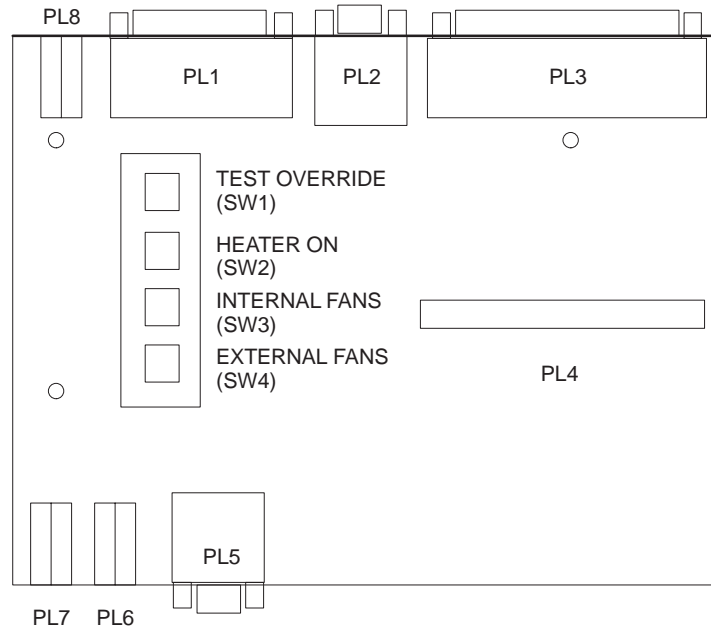 PL8
PL1
PL2
PL3
TEST OVERRIDE
(SW1)
HEATER ON
(SW2)
INTERNAL FANS
(SW3)
EXTERNAL FANS
(SW4)
PL4
PL5
PL7
PL6